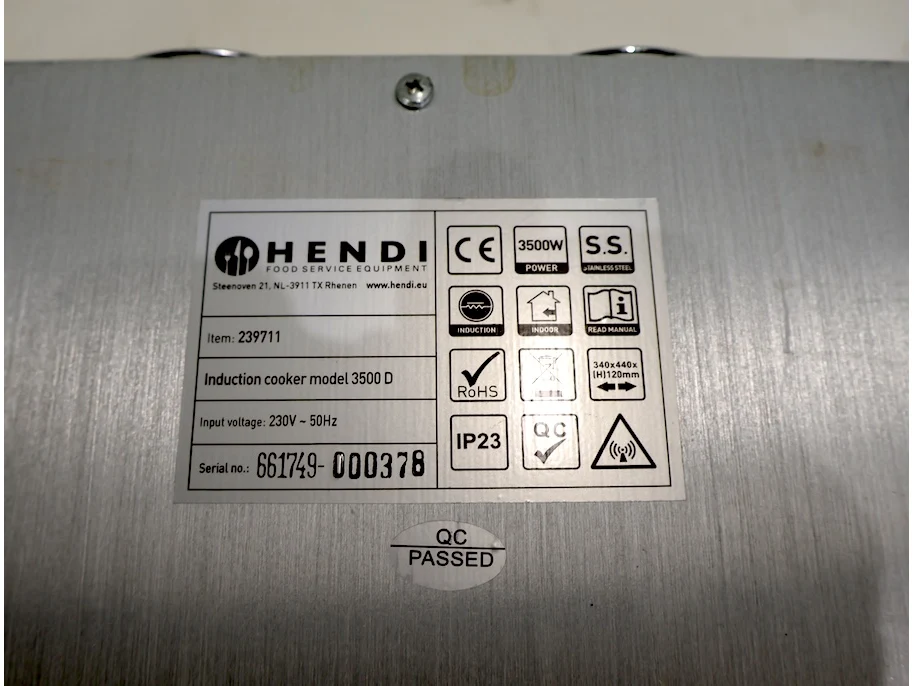 HENDI
FOOD SERVICE EQUIPMENT
Steenoven 21, NL-3911 TX Rhenen www.hendi.eu
Item: 239711
Induction cooker model 3500 D
Input voltage: 230V ~ 50Hz
Serial no.: 661749- 000378
CE
3500W
POWER
S.S.
STAINLESS STEEL
INDUCTION
INDOOR
i
READ MANUAL
RoHS
340x440x
(H)120mm
IP23
QC
QC
PASSED